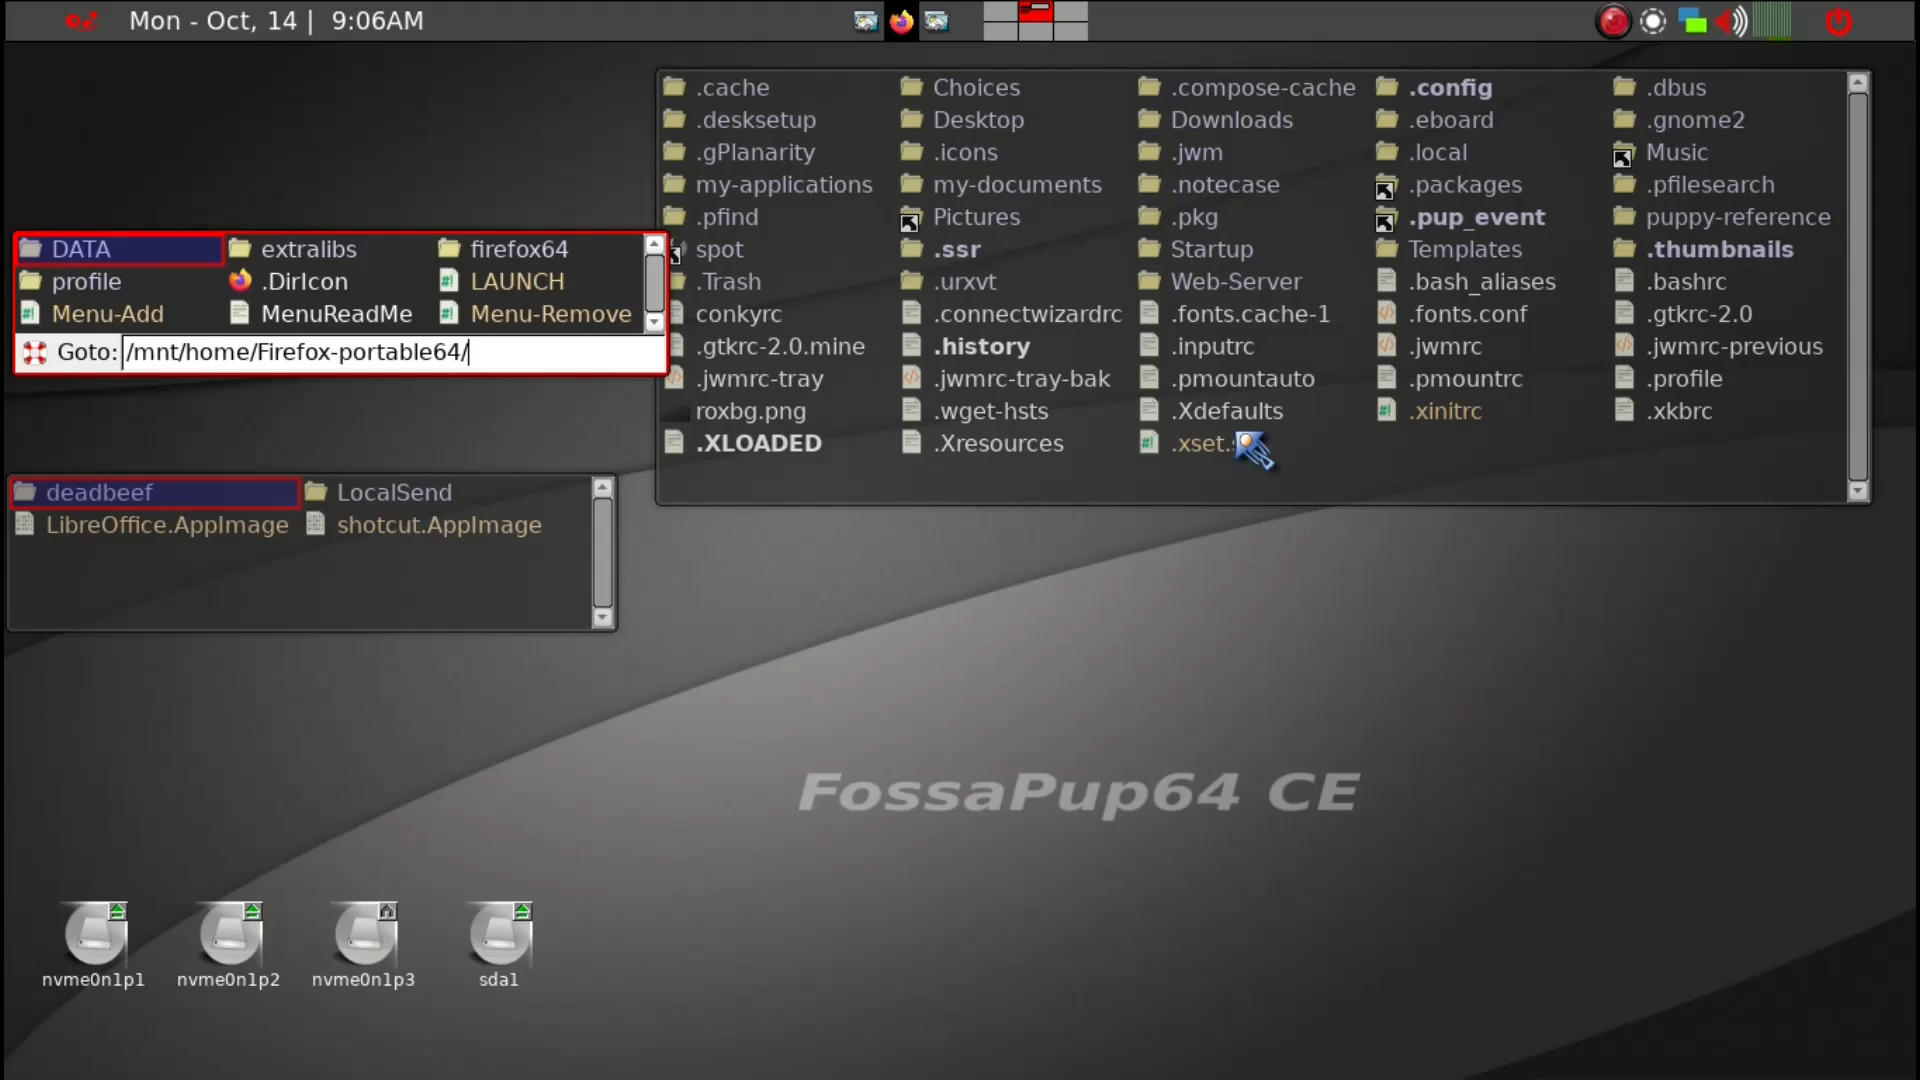 Mon - Oct, 14 | 9:06AM
.cache Choices .compose-cache .config .dbus
.desksetup Desktop Downloads .eboard .gnome2
.gPlanarity .icons .jwm .local Music
my-applications my-documents .notecase .packages .pfilesearch
.pfind Pictures .pkg .pup_event puppy-reference
spot .ssr Startup Templates .thumbnails
.Trash .urxvt Web-Server .bash_aliases .bashrc
conkyrc .connectwizardrc .fonts.cache-1 .fonts.conf .gtkrc-2.0
.gtkrc-2.0.mine .history .inputrc .jwmrc .jwmrc-previous
.jwmrc-tray .jwmrc-tray-bak .pmountauto .pmountrc .profile
roxbg.png .wget-hsts .Xdefaults .xinitrc .xkbrc
.XLOADED .Xresources .xset.
DATA extralibs firefox64
profile .DirIcon LAUNCH
Menu-Add MenuReadMe Menu-Remove
Goto: /mnt/home/Firefox-portable64/
deadbeef LocalSend
LibreOffice.AppImage shotcut.AppImage
FossaPup64 CE
nvme0n1p1 nvme0n1p2 nvme0n1p3 sda1